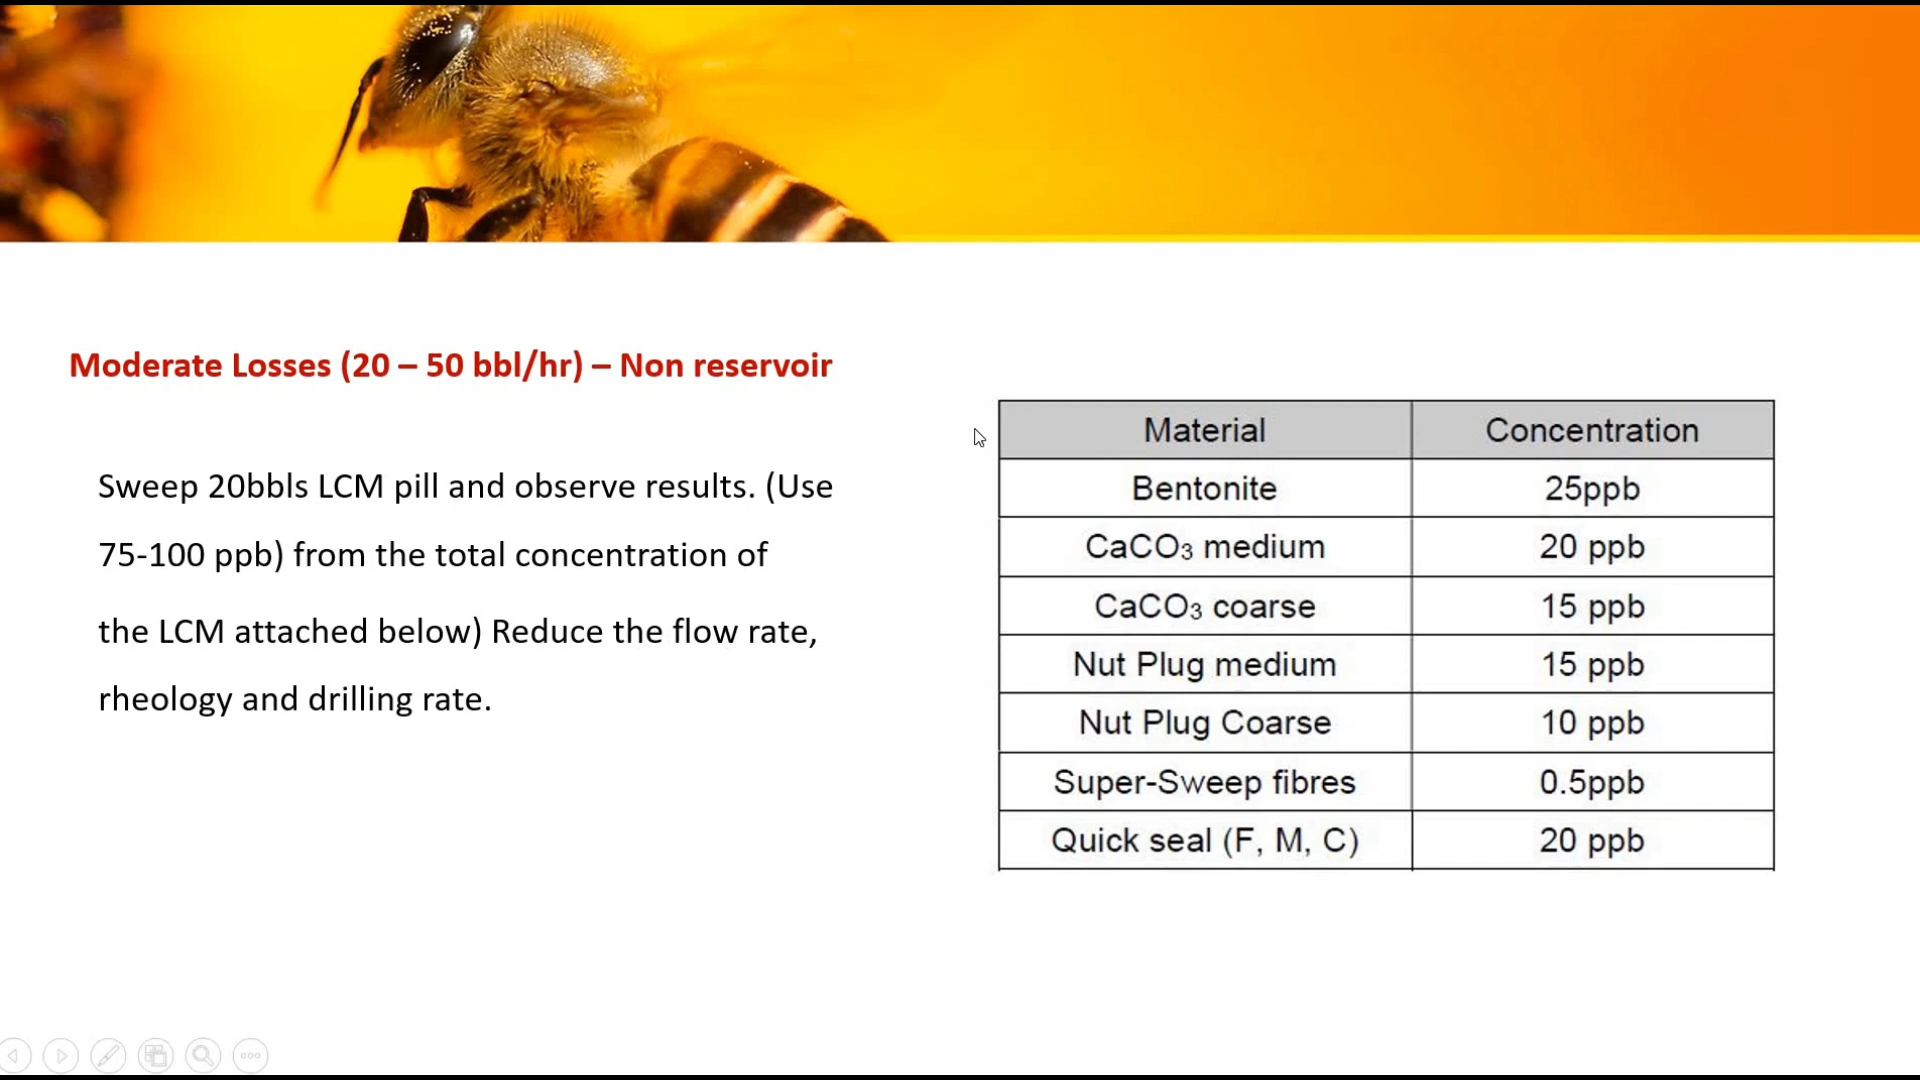 Moderate Losses (20 – 50 bbl/hr) – Non reservoir
Sweep 20bbls LCM pill and observe results. (Use
75-100 ppb) from the total concentration of
the LCM attached below) Reduce the flow rate,
rheology and drilling rate.
Material Concentration
Bentonite 25ppb
CaCO₃ medium 20 ppb
CaCO₃ coarse 15 ppb
Nut Plug medium 15 ppb
Nut Plug Coarse 10 ppb
Super-Sweep fibres 0.5ppb
Quick seal (F, M, C) 20 ppb